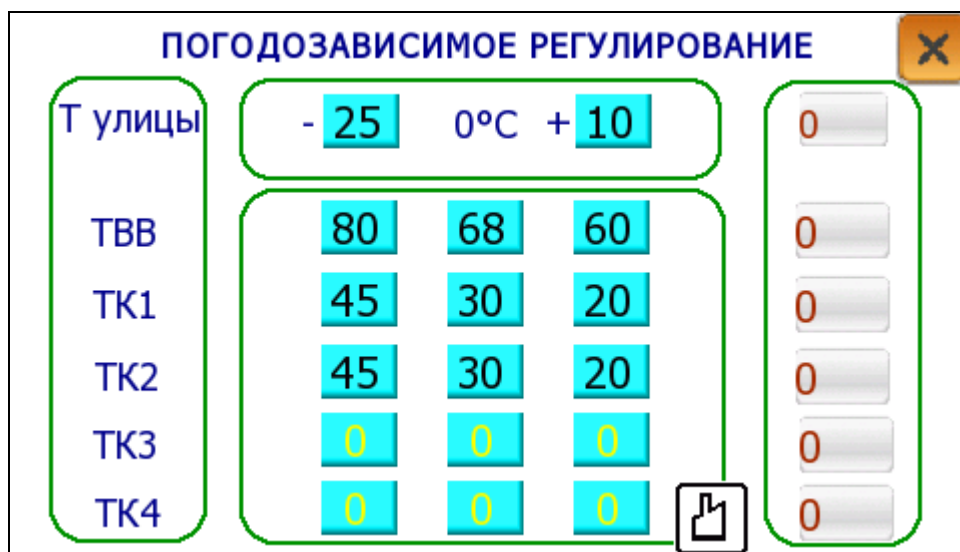 ПОГОДОЗАВИСИМОЕ РЕГУЛИРОВАНИЕ
Т улицы - 25 0°C + 10 0
ТВВ 80 68 60 0
ТК1 45 30 20 0
ТК2 45 30 20 0
ТК3 0 0 0 0
ТК4 0 0 0 0